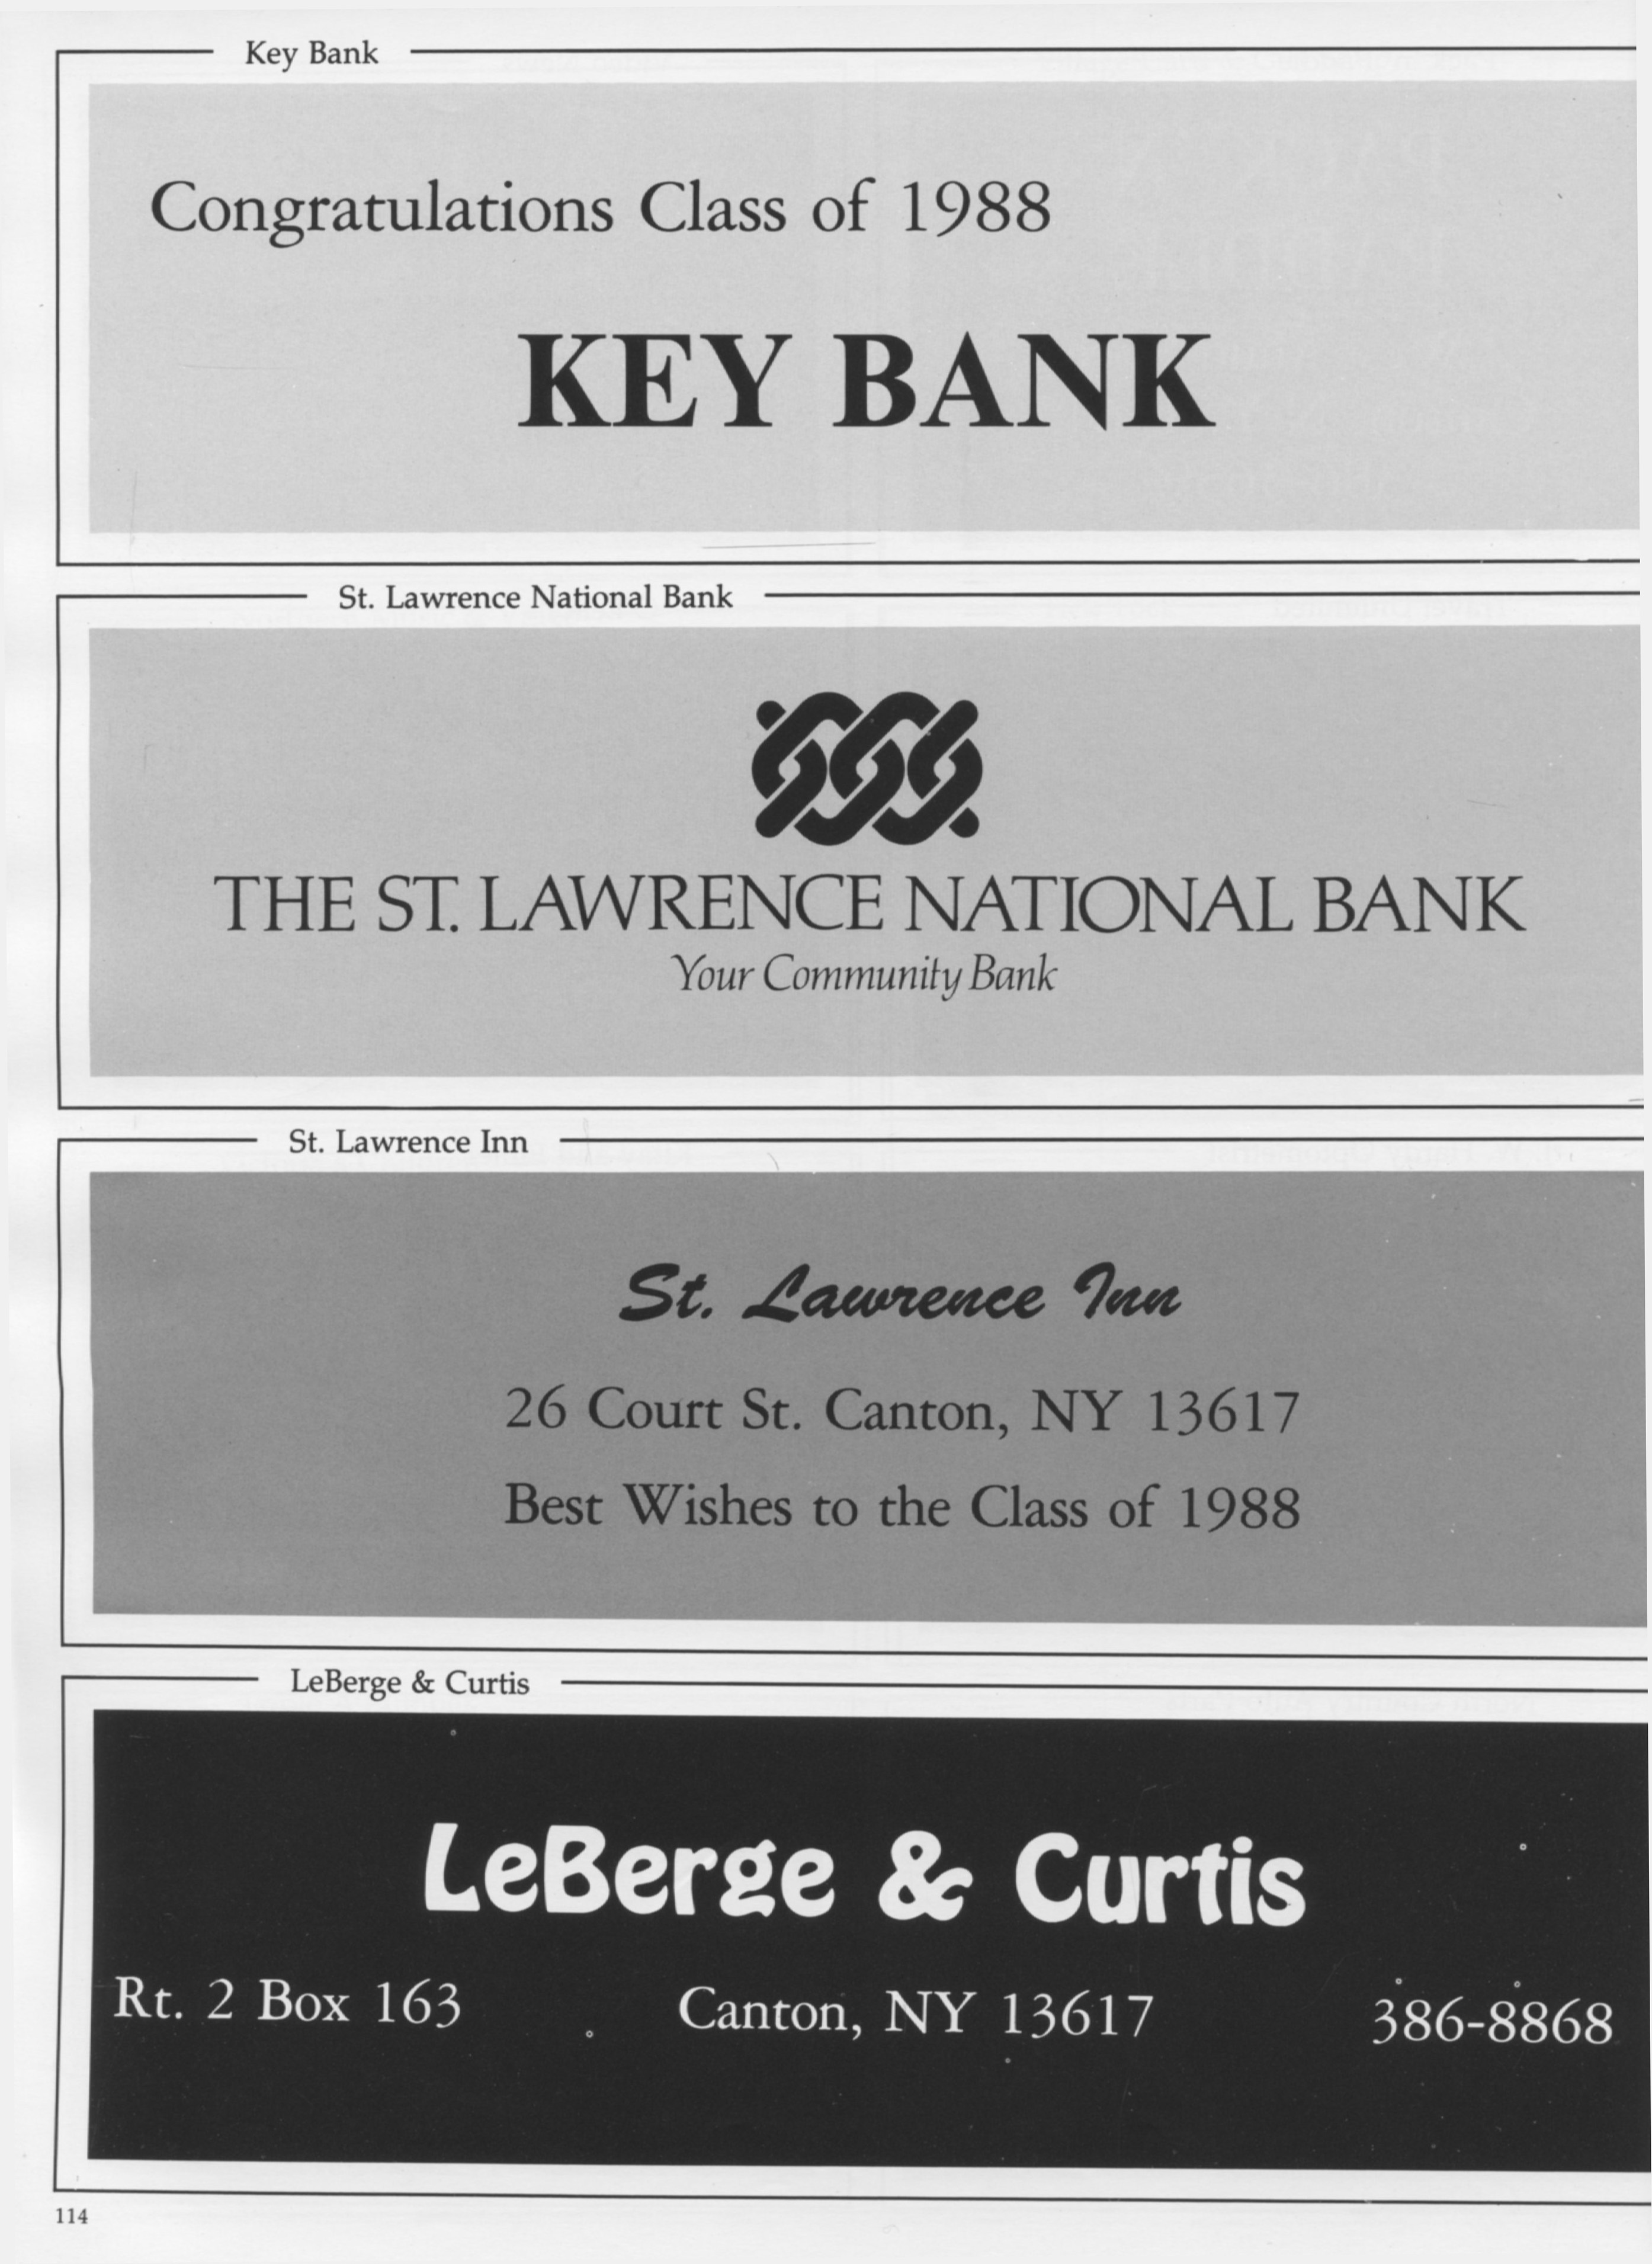 Key Bank
Congratulations Class of 1988
KEY BANK
St. Lawrence National Bank
THE ST. LAWRENCE NATIONAL BANK
Your Community Bank
St. Lawrence Inn
St. Lawrence Inn
26 Court St. Canton, NY 13617
Best Wishes to the Class of 1988
LeBerge & Curtis
LeBerge & Curtis
Rt. 2 Box 163 Canton, NY 13617 386-8868
114